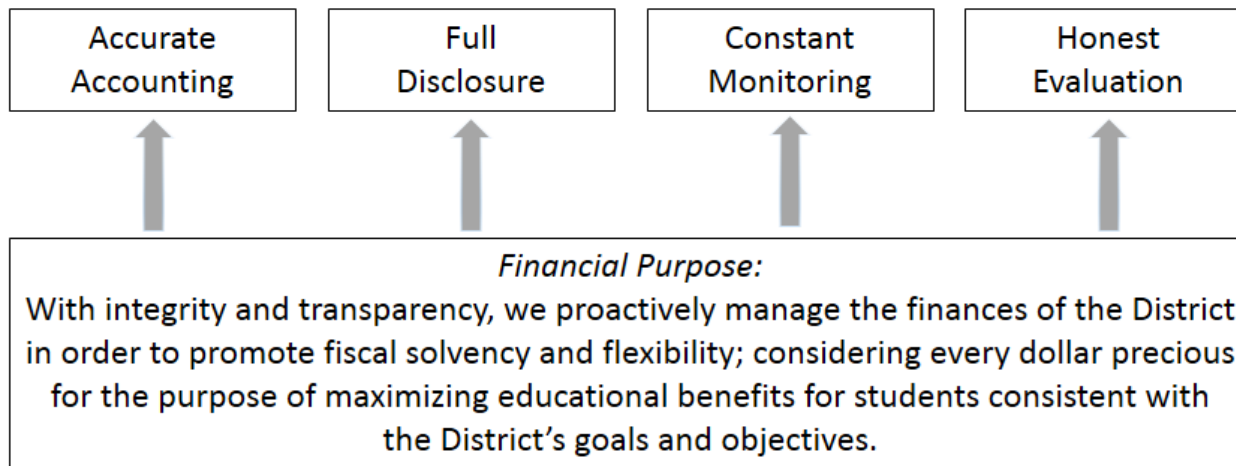 Accurate
Accounting
Full
Disclosure
Constant
Monitoring
Honest
Evaluation
Financial Purpose:
With integrity and transparency, we proactively manage the finances of the District
in order to promote fiscal solvency and flexibility; considering every dollar precious
for the purpose of maximizing educational benefits for students consistent with
the District’s goals and objectives.